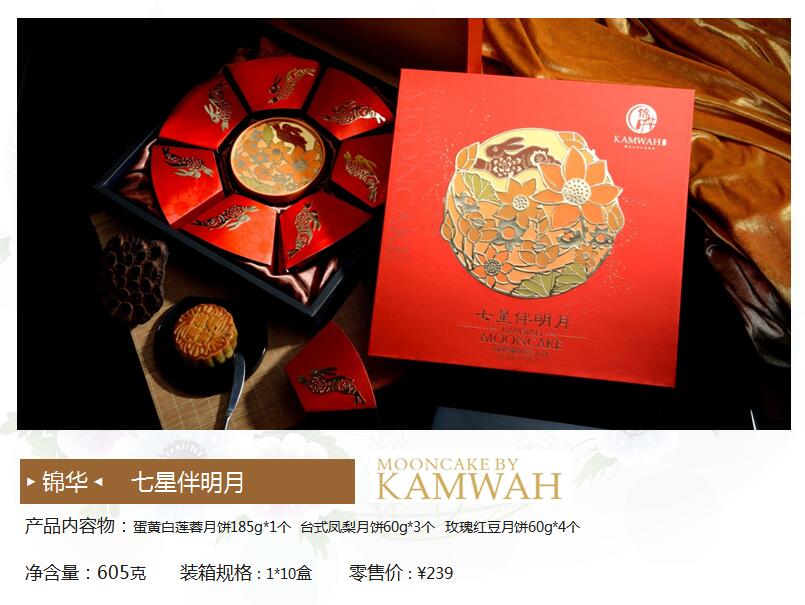 锦华
KAMWAH
MOONCAKE
七星伴明月
KAMWAH
MOONCAKE
▶ 锦华 ◀ 七星伴明月
MOONCAKE BY
KAMWAH
产品内容物：蛋黄白莲蓉月饼185g*1个 台式凤梨月饼60g*3个 玫瑰红豆月饼60g*4个
净含量：605克 装箱规格：1*10盒 零售价：¥239